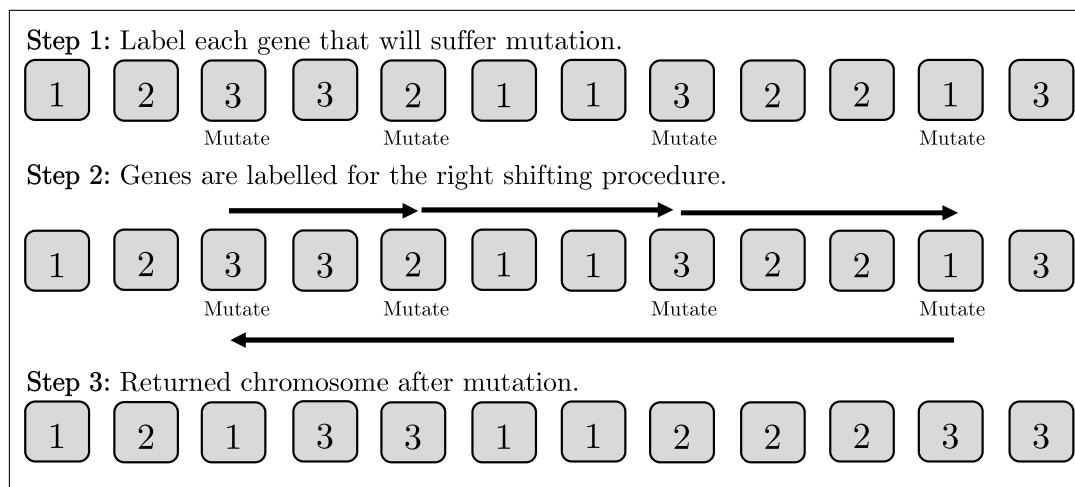 Step 1: Label each gene that will suffer mutation.
1 2 3 3 2 1 1 3 2 2 1 3
Mutate Mutate Mutate Mutate
Step 2: Genes are labelled for the right shifting procedure.
1 2 3 3 2 1 1 3 2 2 1 3
Mutate Mutate Mutate Mutate
Step 3: Returned chromosome after mutation.
1 2 1 3 3 1 1 2 2 2 3 3